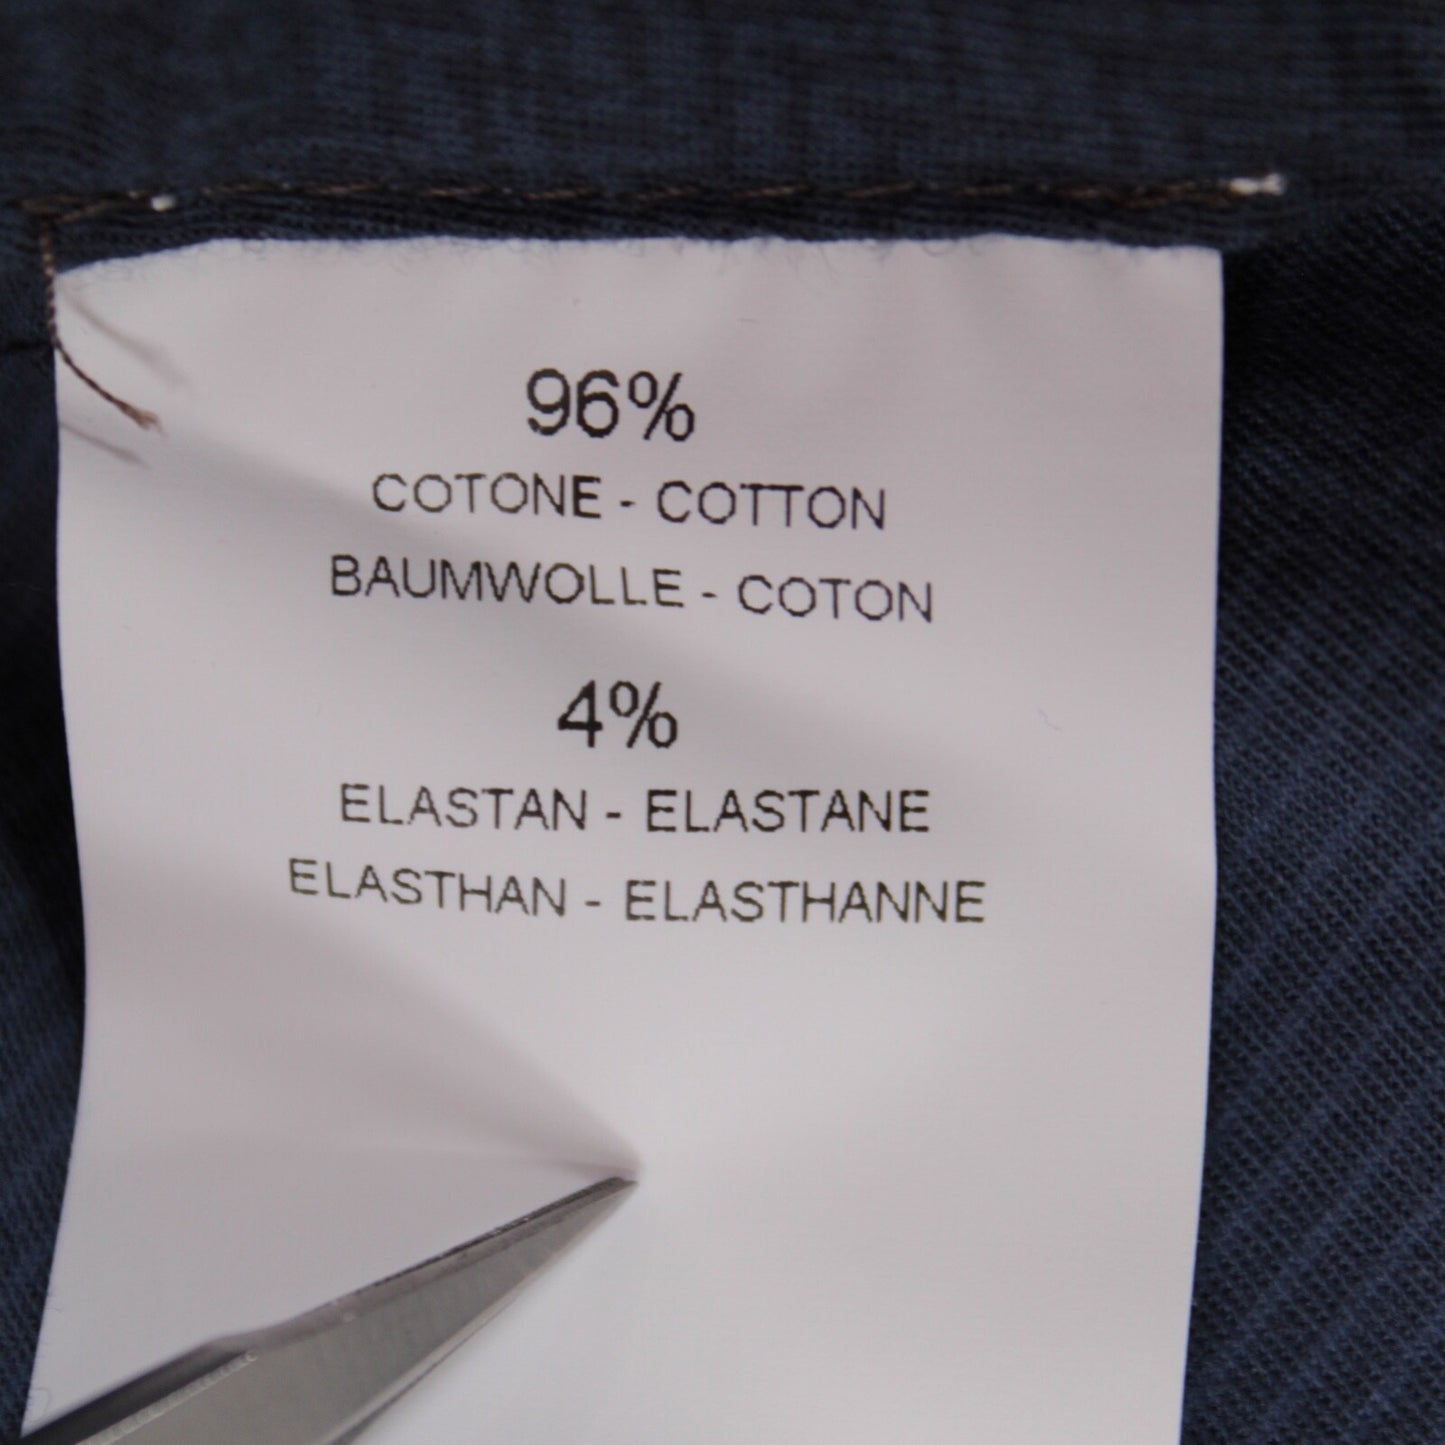 96%
COTONE - COTTON
BAUMWOLLE - COTON
4%
ELASTAN - ELASTANE
ELASTHAN - ELASTHANNE